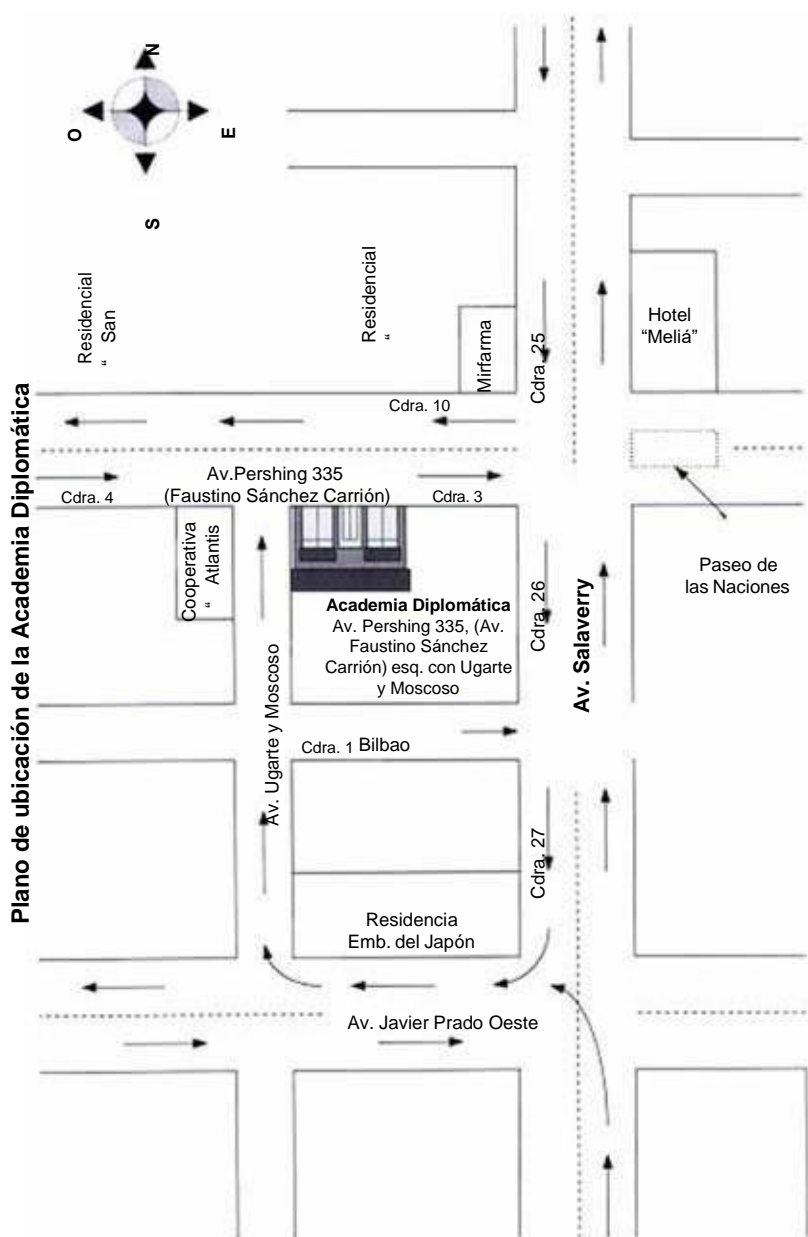 Plano de ubicación de la Academia Diplomática
N
O
E
S
Residencial
“ San
Residencial
“
Mirfarma
Cdra. 25
Hotel
“Meliá”
Cdra. 10
Av.Pershing 335
(Faustino Sánchez Carrión)
Cdra. 4
Cdra. 3
Cooperativa
“ Atlantis
Academia Diplomática
Av. Pershing 335, (Av.
Faustino Sánchez
Carrión) esq. con Ugarte
y Moscoso
Cdra. 26
Av. Salaverry
Paseo de
las Naciones
Av. Ugarte y Moscoso
Cdra. 1 Bilbao
Cdra. 27
Residencia
Emb. del Japón
Av. Javier Prado Oeste